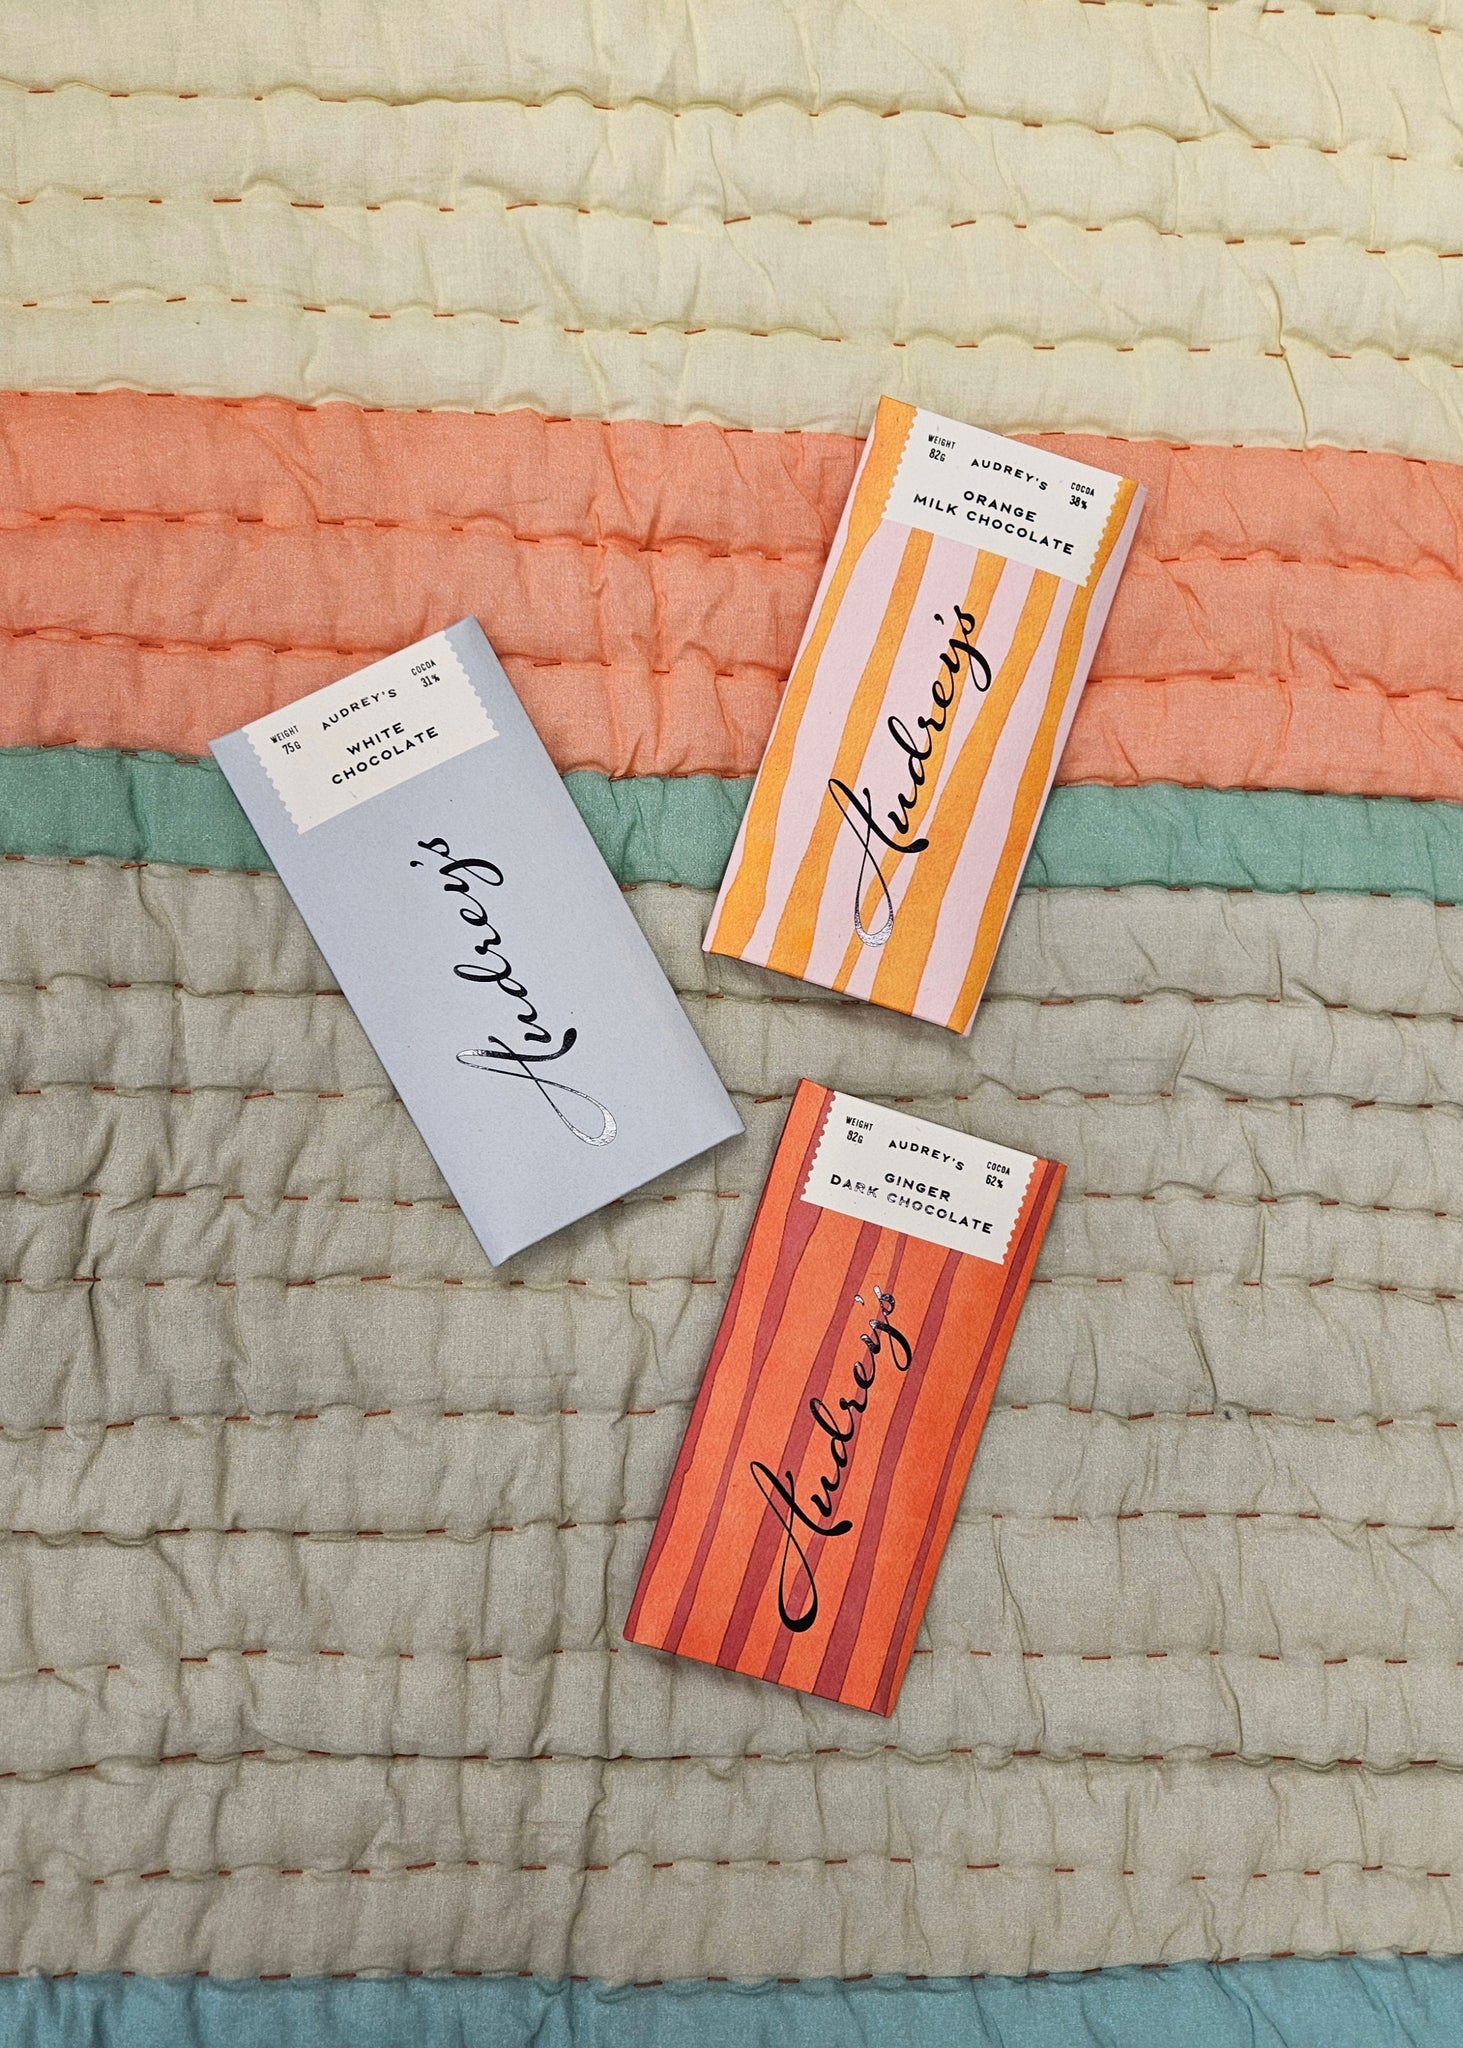 WEIGHT
82G
AUDREY'S
COCOA
38%
ORANGE
MILK CHOCOLATE
Audrey's
WEIGHT
75G
AUDREY'S
COCOA
31%
WHITE
CHOCOLATE
Audrey's
WEIGHT
82G
AUDREY'S
COCOA
62%
GINGER
DARK CHOCOLATE
Audrey's